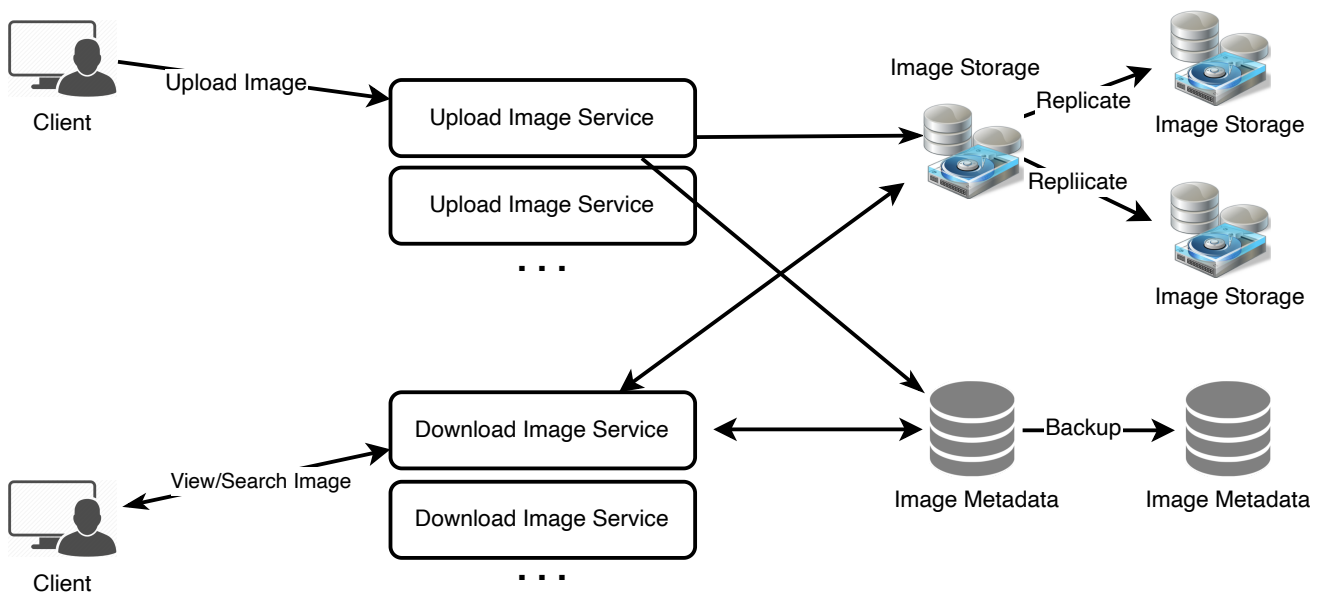 Image Storage
Upload Image
Replicate
Client
Upload Image Service
Image Storage
Repliicate
Upload Image Service
. . .
Image Storage
Download Image Service
Backup
View/Search Image
Image Metadata
Image Metadata
Download Image Service
Client
. . .